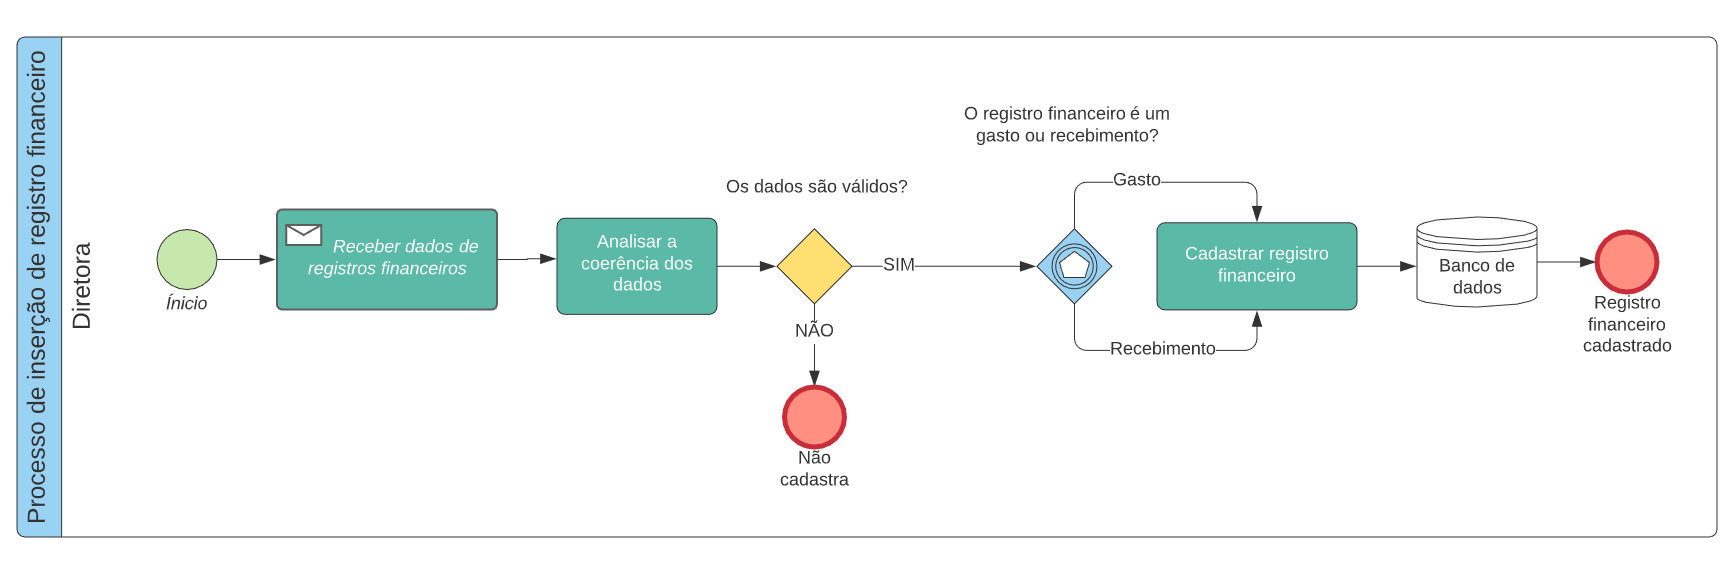 Processo de inserção de registro financeiro
Diretora
Ínicio
Receber dados de
registros financeiros
Analisar a
coerência dos
dados
Os dados são válidos?
SIM
NÃO
Não
cadastra
O registro financeiro é um
gasto ou recebimento?
Gasto
Recebimento
Cadastrar registro
financeiro
Banco de
dados
Registro
financeiro
cadastrado